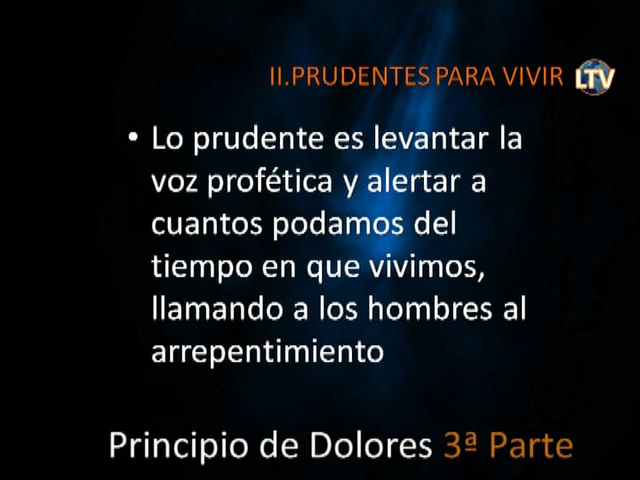 II.PRUDENTES PARA VIVIR LTV
• Lo prudente es levantar la
voz profética y alertar a
cuantos podamos del
tiempo en que vivimos,
llamando a los hombres al
arrepentimiento
Principio de Dolores 3ª Parte